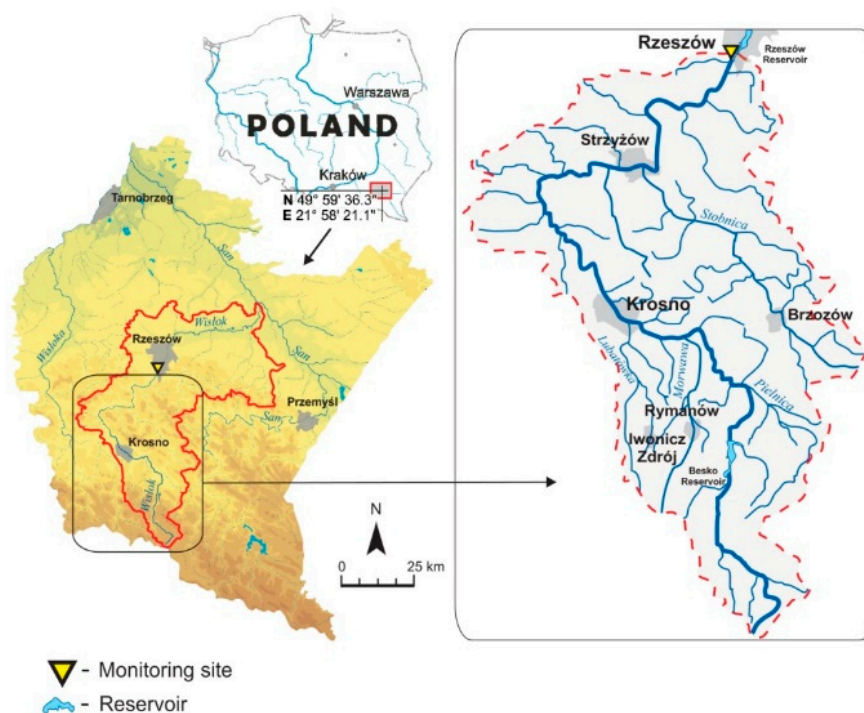 Warszawa
POLAND
Kraków
N 49° 59' 36.3"
E 21° 58' 21.1"
Tarnobrzeg
San
Wisłoka
Wisłok
Rzeszów
San
Przemyśl
San
Krosno
Wisłok
N
0 25 km
Rzeszów
Rzeszów
Reservoir
Strzyżów
Stobnica
Krosno
Brzozów
Lubatówka
Morwawa
Pielnica
Rymanów
Iwonicz
Zdrój
Besko
Reservoir
- Monitoring site
- Reservoir